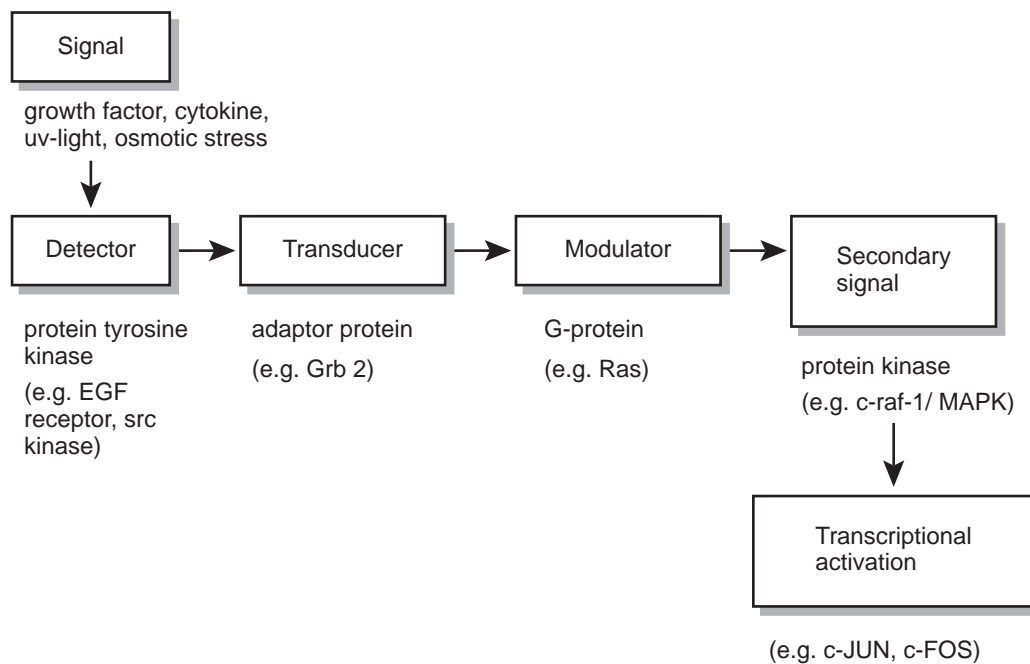 Signal
growth factor, cytokine,
uv-light, osmotic stress
Detector
protein tyrosine
kinase
(e.g. EGF
receptor, src
kinase)
Transducer
adaptor protein
(e.g. Grb 2)
Modulator
G-protein
(e.g. Ras)
Secondary
signal
protein kinase
(e.g. c-raf-1/ MAPK)
Transcriptional
activation
(e.g. c-JUN, c-FOS)